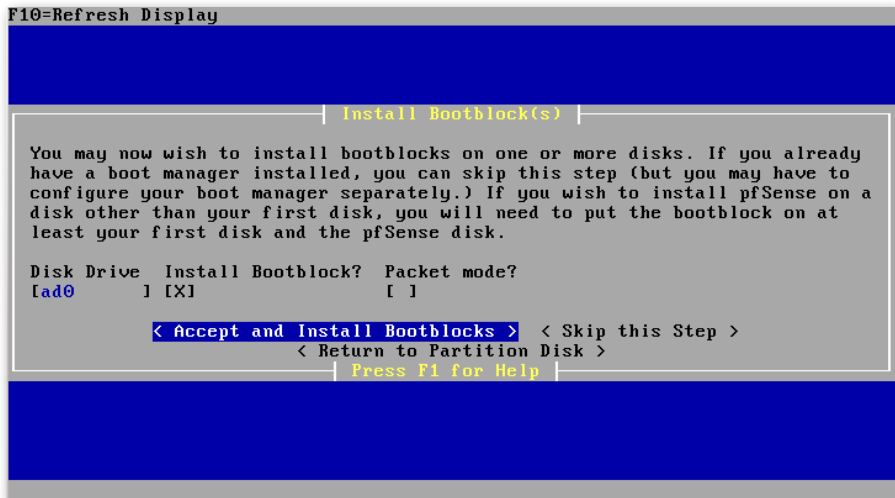 F10=Refresh Display
Install Bootblock(s)
You may now wish to install bootblocks on one or more disks. If you already
have a boot manager installed, you can skip this step (but you may have to
configure your boot manager separately.) If you wish to install pfSense on a
disk other than your first disk, you will need to put the bootblock on at
least your first disk and the pfSense disk.
Disk Drive  Install Bootblock?  Packet mode?
[ad0      ] [X]                 [ ]
< Accept and Install Bootblocks >  < Skip this Step >
< Return to Partition Disk >
Press F1 for Help